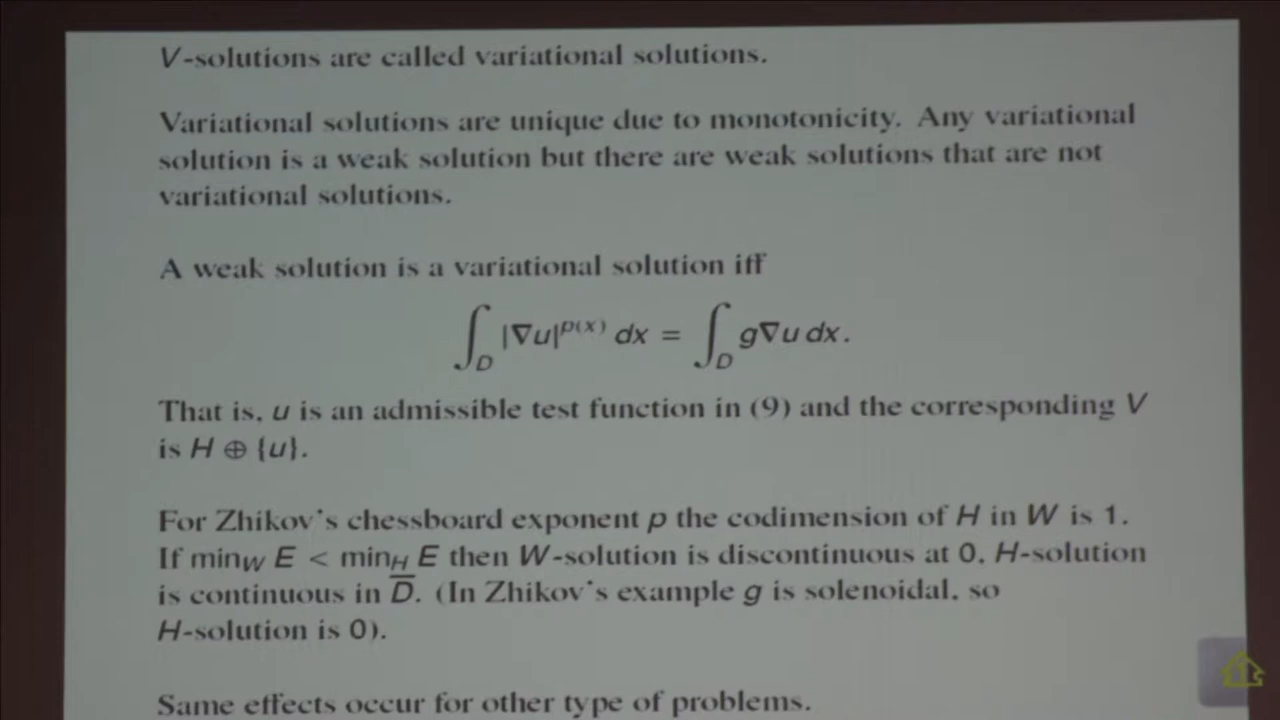 V-solutions are called variational solutions.
Variational solutions are unique due to monotonicity. Any variational
solution is a weak solution but there are weak solutions that are not
variational solutions.
A weak solution is a variational solution iff
∫_D |∇u|^{p(x)} dx = ∫_D g∇u dx.
That is, u is an admissible test function in (9) and the corresponding V
is H ⊕ {u}.
For Zhikov's chessboard exponent p the codimension of H in W is 1.
If min_W E < min_H E then W-solution is discontinuous at 0, H-solution
is continuous in D̅. (In Zhikov's example g is solenoidal, so
H-solution is 0).
Same effects occur for other type of problems.